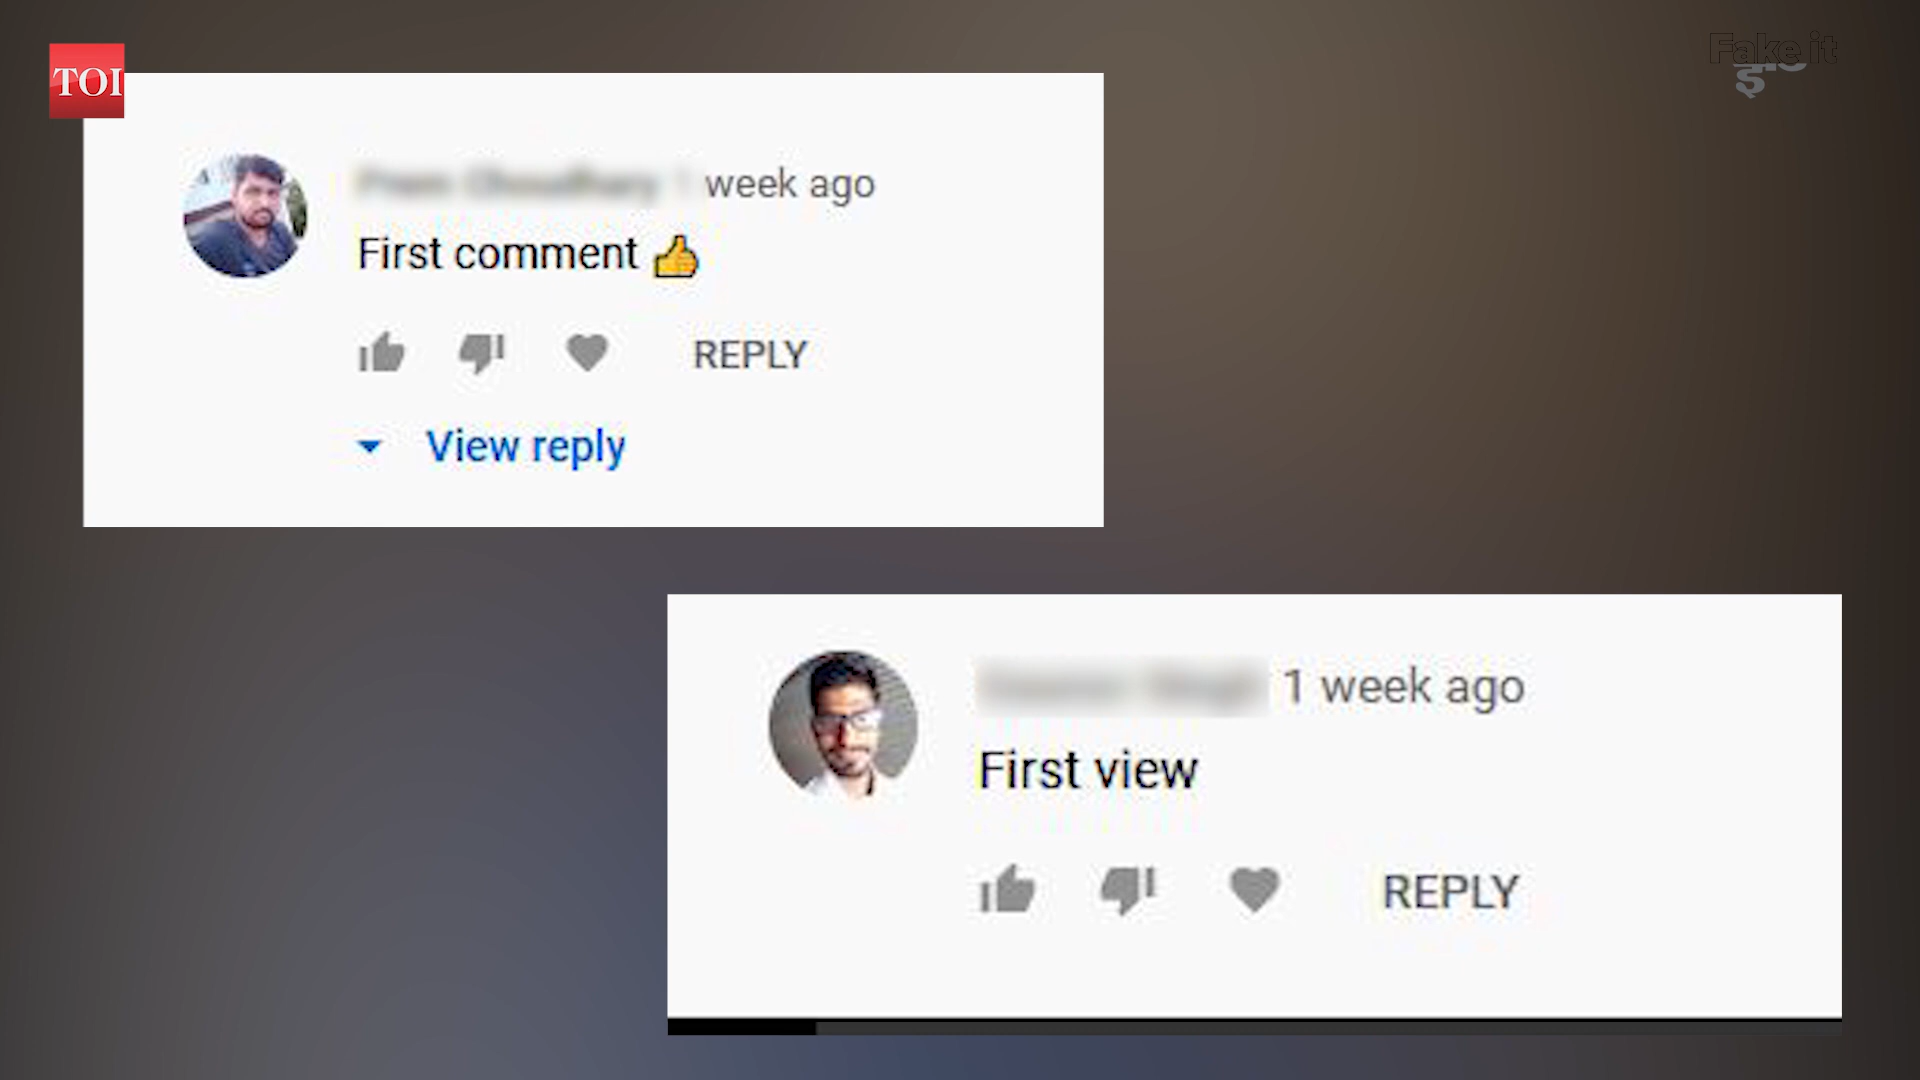 TOI
Fake it
week ago
First comment 👍
REPLY
View reply
1 week ago
First view
REPLY